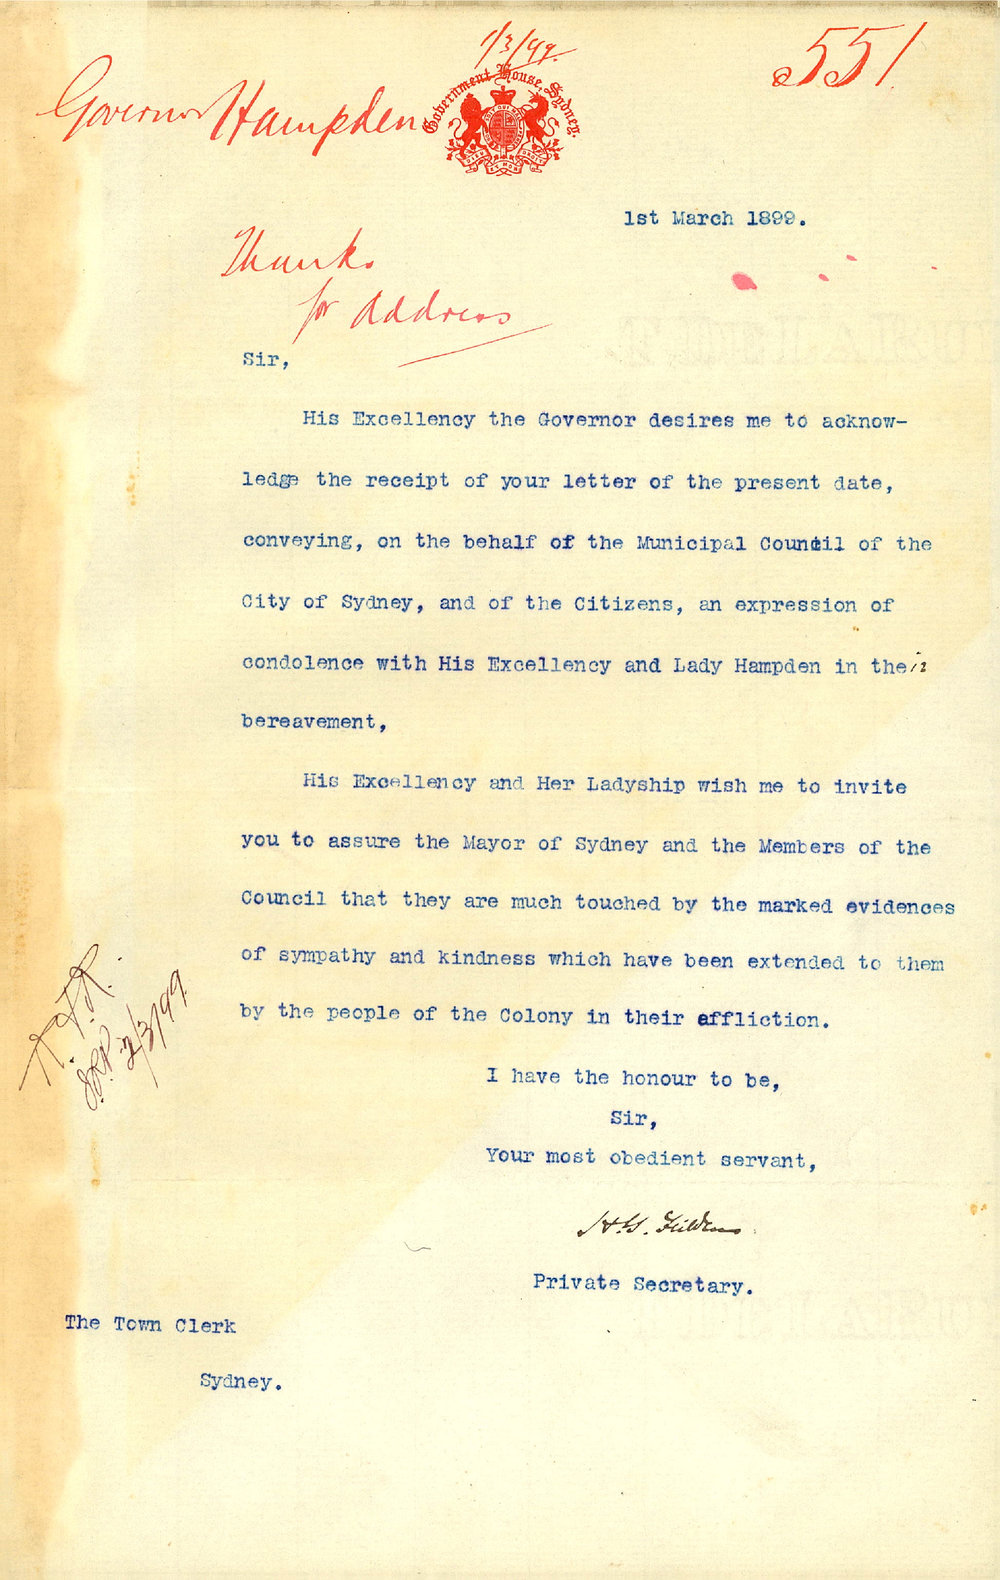 1/3/99.
551.
Governor Hampden
Government House, Sydney.
1st March 1899.
Thanks
for Address
Sir,
His Excellency the Governor desires me to acknow-
ledge the receipt of your letter of the present date,
conveying, on the behalf of the Municipal Council of the
City of Sydney, and of the Citizens, an expression of
condolence with His Excellency and Lady Hampden in their
bereavement,
His Excellency and Her Ladyship wish me to invite
you to assure the Mayor of Sydney and the Members of the
Council that they are much touched by the marked evidences
of sympathy and kindness which have been extended to them
by the people of the Colony in their affliction.
2/3/99.
I have the honour to be,
Sir,
Your most obedient servant,
Private Secretary.
The Town Clerk
Sydney.